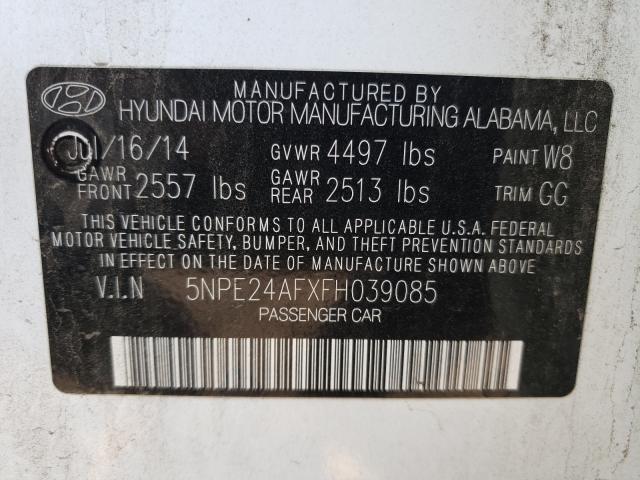 MANUFACTURED BY
HYUNDAI MOTOR MANUFACTURING ALABAMA, LLC
/16/14 GVWR 4497 lbs PAINT W8
GAWR FRONT 2557 lbs GAWR REAR 2513 lbs TRIM GG
THIS VEHICLE CONFORMS TO ALL APPLICABLE U.S.A. FEDERAL
MOTOR VEHICLE SAFETY, BUMPER, AND THEFT PREVENTION STANDARDS
IN EFFECT ON THE DATE OF MANUFACTURE SHOWN ABOVE.
V.I.N 5NPE24AFXFH039085
PASSENGER CAR